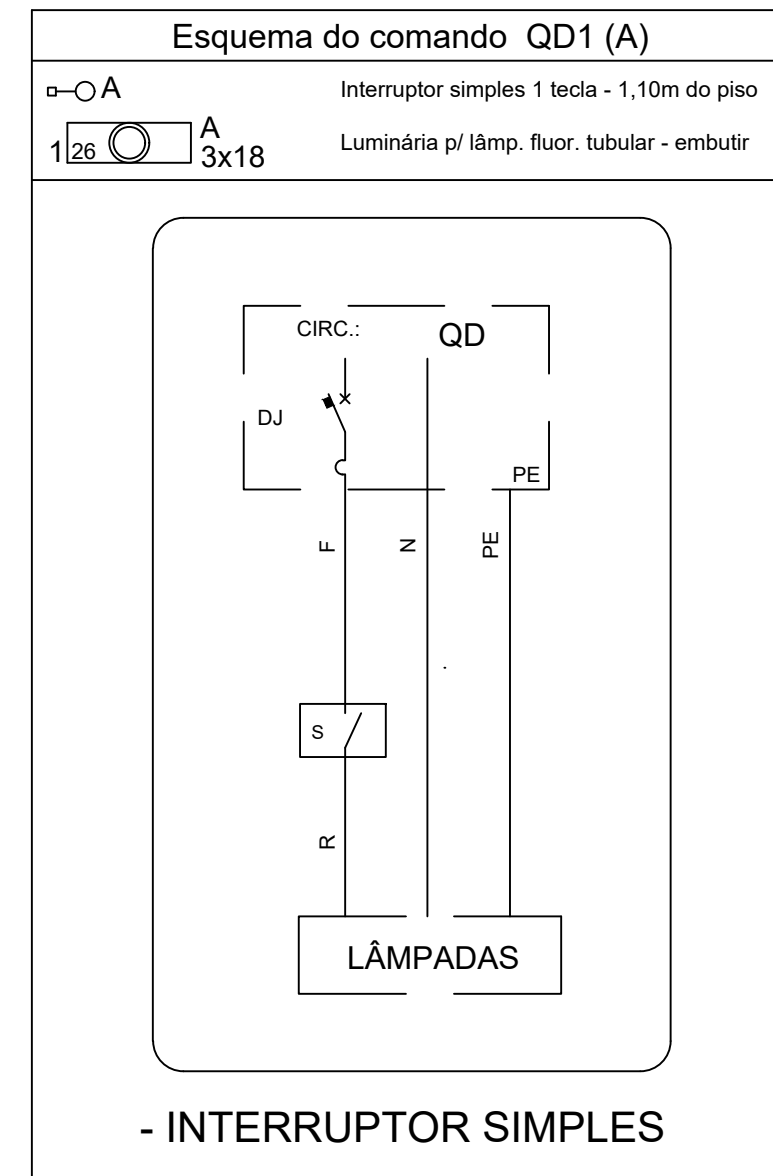 Esquema do comando QD1 (A)
A Interruptor simples 1 tecla - 1,10m do piso
1 26 A
3x18
Luminária p/ lâmp. fluor. tubular - embutir
CIRC.: QD
DJ
PE
F N PE
S
R
LÂMPADAS
- INTERRUPTOR SIMPLES